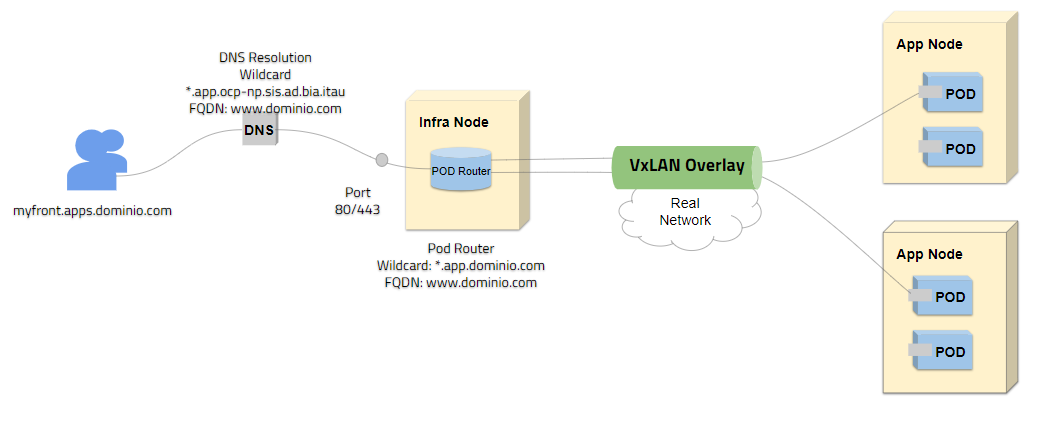 DNS Resolution
Wildcard
*.app.ocp-np.sis.ad.bia.itau
FQDN: www.dominio.com
DNS
myfront.apps.dominio.com
Port
80/443
Infra Node
POD Router
Pod Router
Wildcard: *.app.dominio.com
FQDN: www.dominio.com
VxLAN Overlay
Real
Network
App Node
POD
POD
App Node
POD
POD